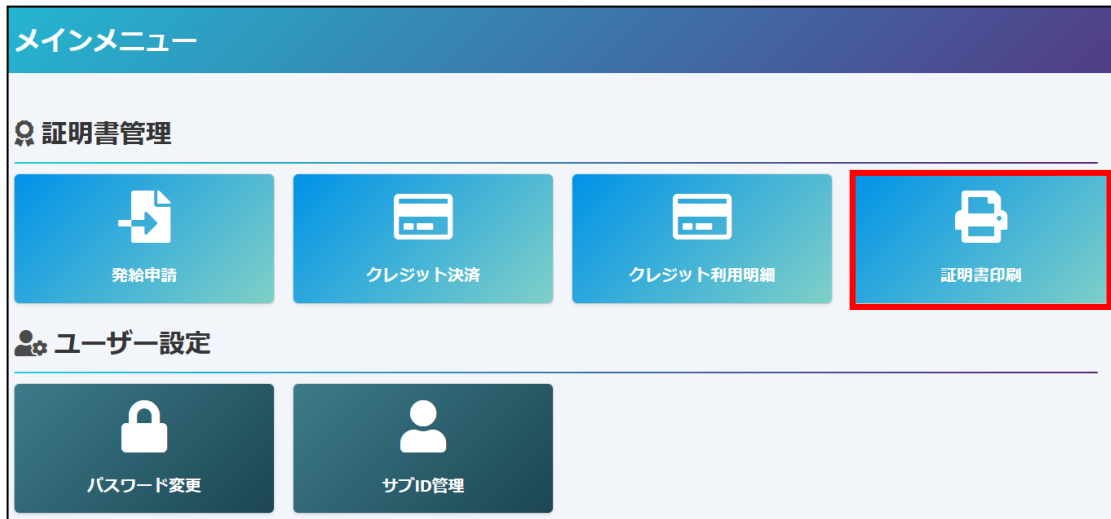 メインメニュー
証明書管理
発給申請
クレジット決済
クレジット利用明細
証明書印刷
ユーザー設定
パスワード変更
サブID管理